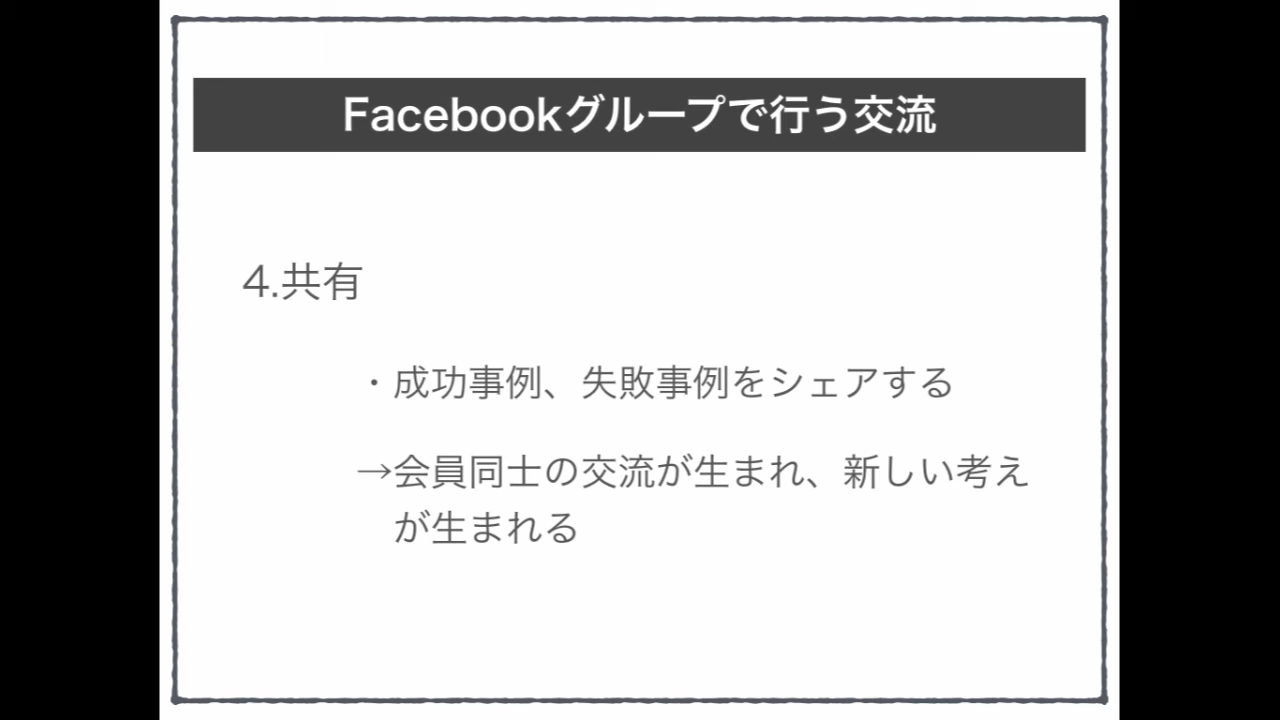 Facebookグループで行う交流
4.共有
・成功事例、失敗事例をシェアする
→会員同士の交流が生まれ、新しい考え
が生まれる